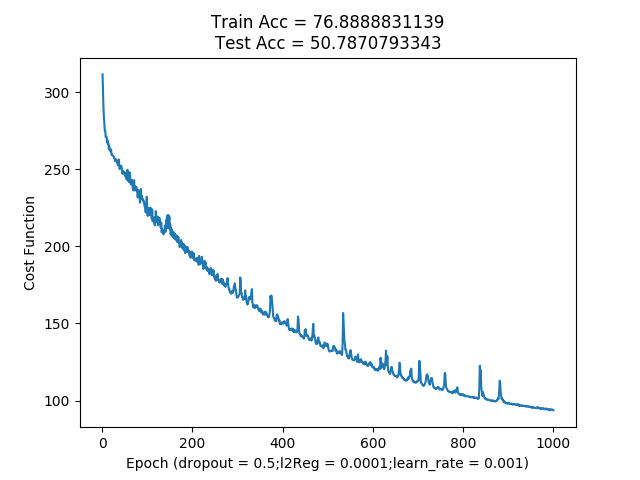 Train Acc = 76.8888831139
Test Acc = 50.7870793343
300
250
200
150
100
Cost Function
0
200
400
600
800
1000
Epoch (dropout = 0.5;l2Reg = 0.0001;learn_rate = 0.001)